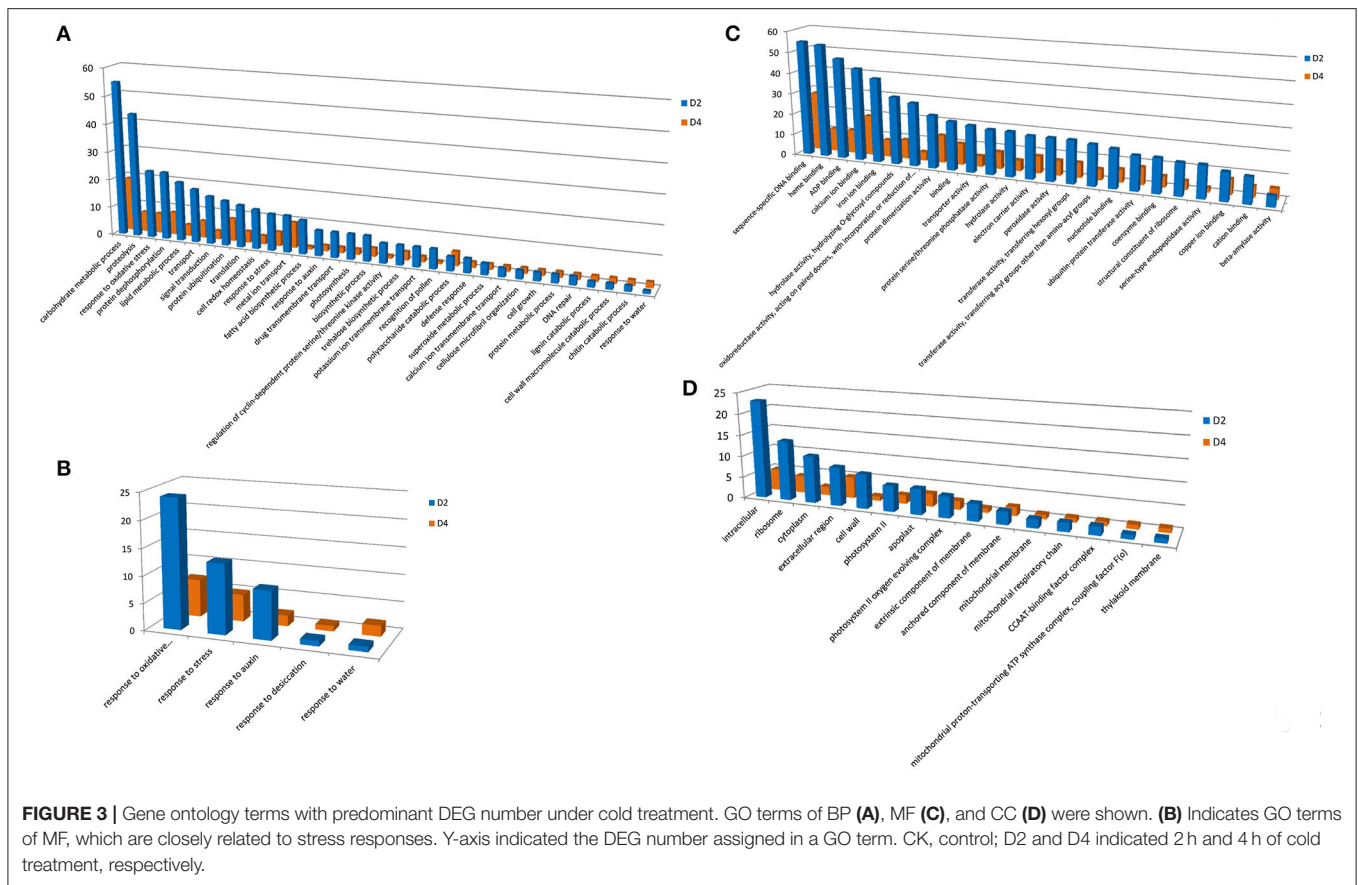 A
60
50
40
30
20
10
0
D2
D4
carbohydrate metabolic process
proteolysis
response to oxidative stress
protein dephosphorylation
lipid metabolic process
transport
signal transduction
protein ubiquitination
translation
cell redox homeostasis
response to stress
metal ion transport
fatty acid biosynthetic process
response to auxin
drug transmembrane transport
photosynthesis
biosynthetic process
regulation of cyclin-dependent protein serine/threonine kinase activity
trehalose biosynthetic process
potassium ion transmembrane transport
recognition of pollen
polysaccharide catabolic process
defense response
superoxide metabolic process
calcium ion transmembrane transport
cellulose microfibril organization
cell growth
protein metabolic process
DNA repair
lignin catabolic process
cell wall macromolecule catabolic process
chitin catabolic process
response to water
C
60
50
40
30
20
10
0
D2
D4
sequence-specific DNA binding
heme binding
ADP binding
calcium ion binding
iron ion binding
hydrolase activity, hydrolyzing O-glycosyl compounds
oxidoreductase activity, acting on paired donors, with incorporation or reduction of...
protein dimerization activity
binding
transporter activity
protein serine/threonine phosphatase activity
hydrolase activity
electron carrier activity
peroxidase activity
transferase activity, transferring hexosyl groups
transferase activity, transferring acyl groups other than amino-acyl groups
nucleotide binding
ubiquitin-protein transferase activity
coenzyme binding
structural constituent of ribosome
serine-type endopeptidase activity
copper ion binding
cation binding
beta-amylase activity
B
25
20
15
10
5
0
D2
D4
response to oxidative...
response to stress
response to auxin
response to desiccation
response to water
D
25
20
15
10
5
0
D2
D4
intracellular
ribosome
cytoplasm
extracellular region
cell wall
photosystem II
apoplast
photosystem II oxygen evolving complex
extrinsic component of membrane
anchored component of membrane
mitochondrial membrane
mitochondrial respiratory chain
CCAAT-binding factor complex
mitochondrial proton-transporting ATP synthase complex, coupling factor F(o)
thylakoid membrane
FIGURE 3 | Gene ontology terms with predominant DEG number under cold treatment. GO terms of BP (A), MF (C), and CC (D) were shown. (B) Indicates GO terms
of MF, which are closely related to stress responses. Y-axis indicated the DEG number assigned in a GO term. CK, control; D2 and D4 indicated 2 h and 4 h of cold
treatment, respectively.